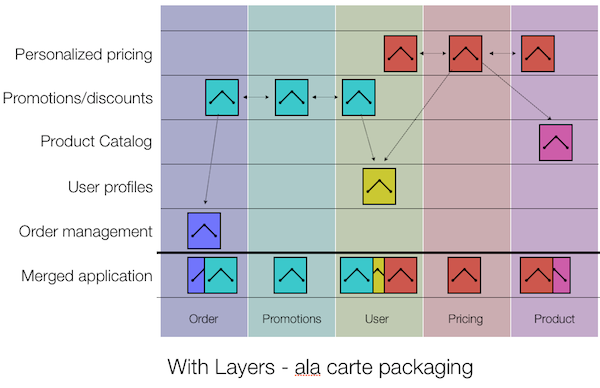 Personalized pricing
Promotions/discounts
Product Catalog
User profiles
Order management
Merged application
Order Promotions User Pricing Product
With Layers - ala carte packaging